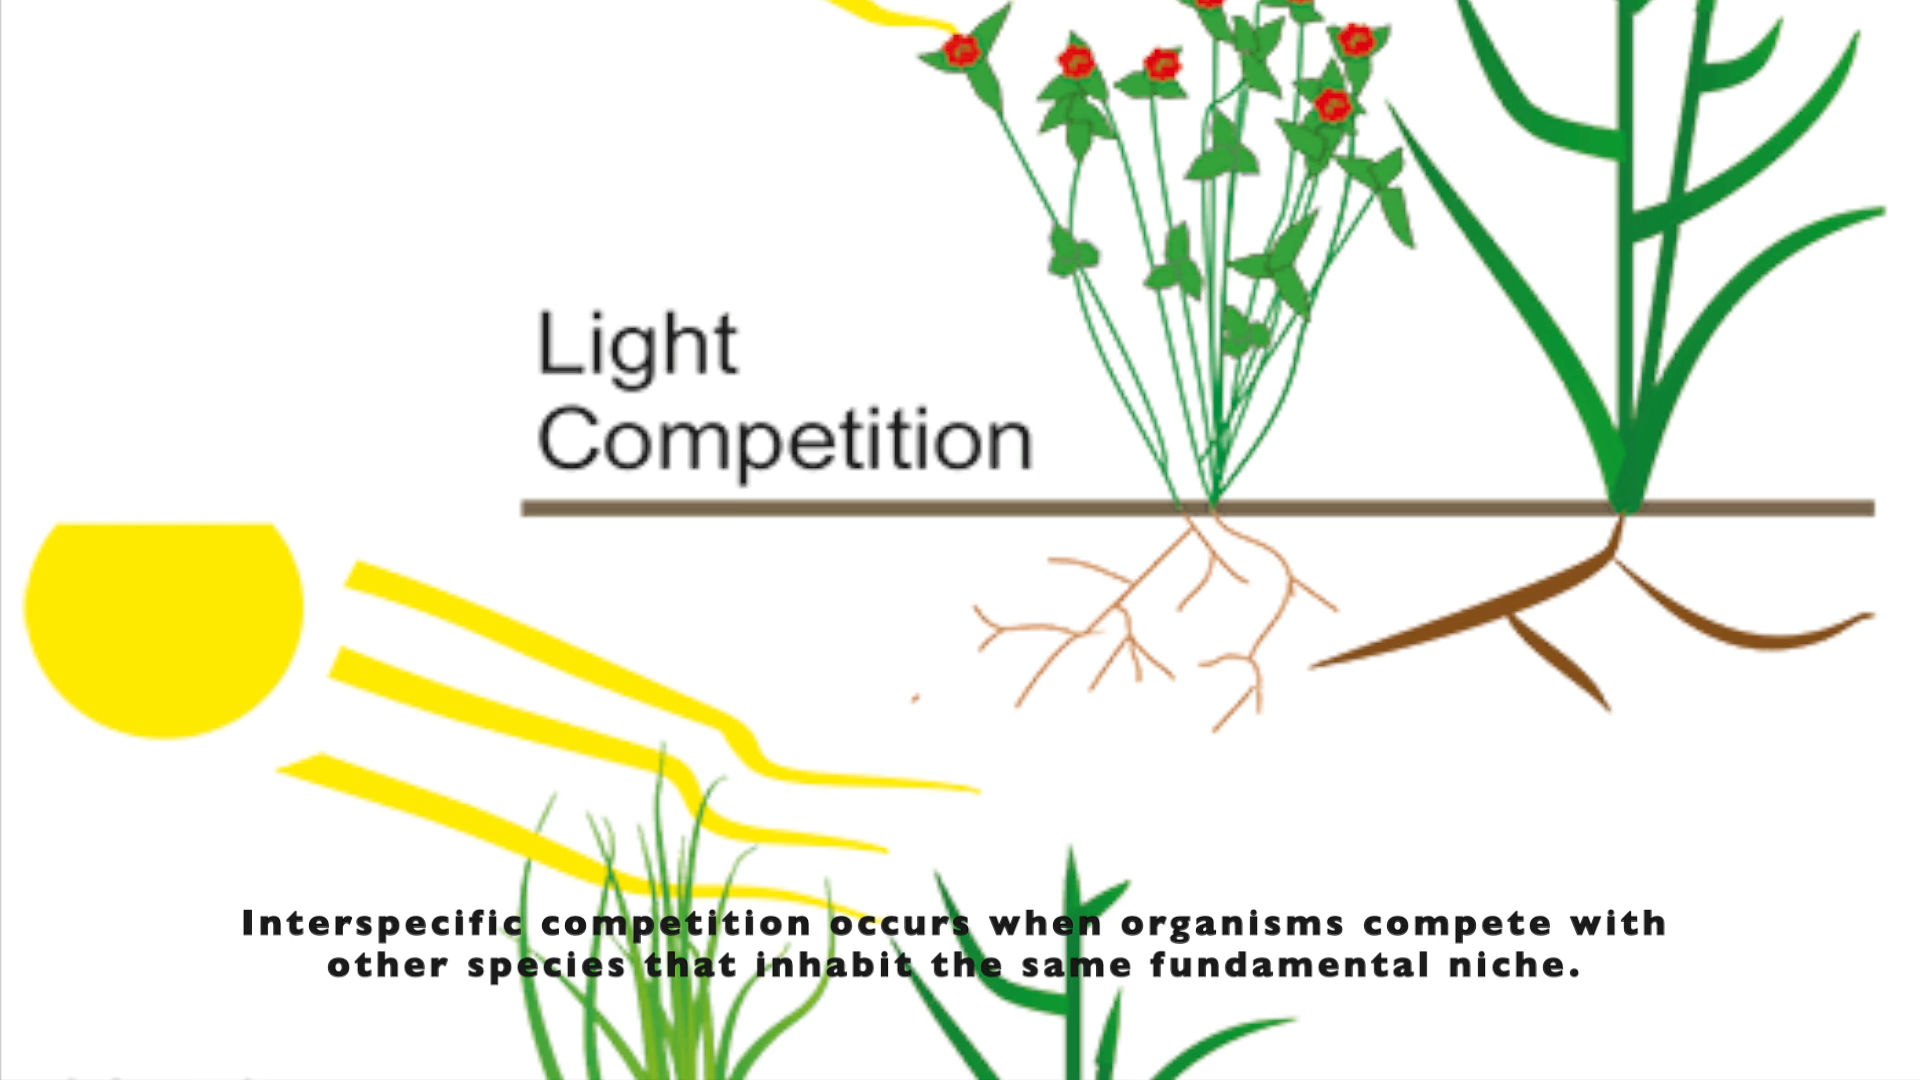 Light
Competition
Interspecific competition occurs when organisms compete with
other species that inhabit the same fundamental niche.